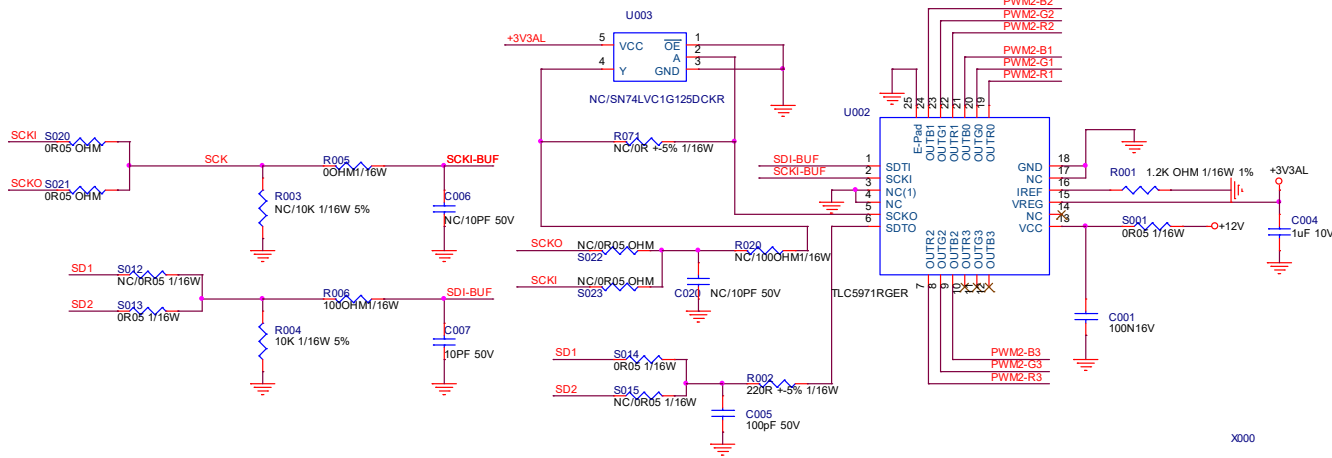 PWM2-B2
PWM2-G2
PWM2-R2
PWM2-B1
PWM2-G1
PWM2-R1
U003
+3V3AL
5 VCC OE 1
A 2
4 Y GND 3
NC/SN74LVC1G125DCKR
U002
25 24 23 22 21 20 19
E-Pad OUTB1 OUTG1 OUTR1 OUTB0 OUTG0 OUTR0
SCKI S020
0R05 OHM
SCKO S021
0R05 OHM
SCK
R005
0OHM1/16W
SCKI-BUF
R003
NC/10K 1/16W 5%
C006
NC/10PF 50V
R071
NC/0R +-5% 1/16W
SDI-BUF 1 SDTI
SCKI-BUF 2 SCKI
3 NC(1)
4 NC
5 SCKO
6 SDTO
GND 18
NC 17
IREF 16
VREG 15
NC 14
VCC 13
R001 1.2K OHM 1/16W 1%
+3V3AL
S001
0R05 1/16W
+12V
C004
1uF 10V
OUTR2 OUTG2 OUTB2 OUTR3 OUTG3 OUTB3
7 8 9 10 11 12
TLC5971RGER
SCKO NC/0R05 OHM
S022
SCKI NC/0R05 OHM
S023
R020
NC/100OHM1/16W
C020
NC/10PF 50V
SD1 S012
NC/0R05 1/16W
SD2 S013
0R05 1/16W
R006
100OHM1/16W
SDI-BUF
R004
10K 1/16W 5%
C007
10PF 50V
C001
100N16V
SD1 S014
0R05 1/16W
SD2 S015
NC/0R05 1/16W
R002
220R +-5% 1/16W
C005
100pF 50V
PWM2-B3
PWM2-G3
PWM2-R3
X000